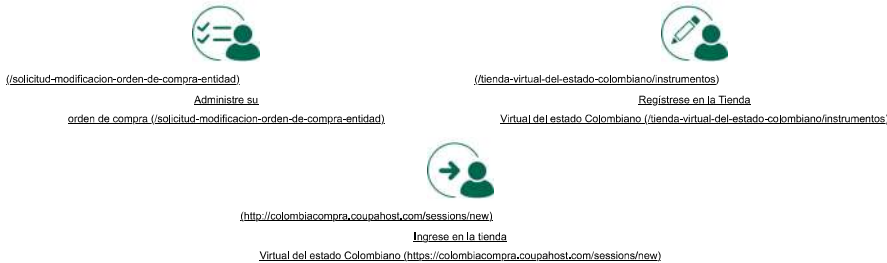 (/solicitud-modificacion-orden-de-compra-entidad)
Administre su
orden de compra (/solicitud-modificacion-orden-de-compra-entidad)
(/tienda-virtual-del-estado-colombiano/instrumentos)
Regístrese en la Tienda
Virtual del estado Colombiano (/tienda-virtual-del-estado-colombiano/instrumentos)
(http://colombiacompra.coupahost.com/sessions/new)
Ingrese en la tienda
Virtual del estado Colombiano (https://colombiacompra.coupahost.com/sessions/new)